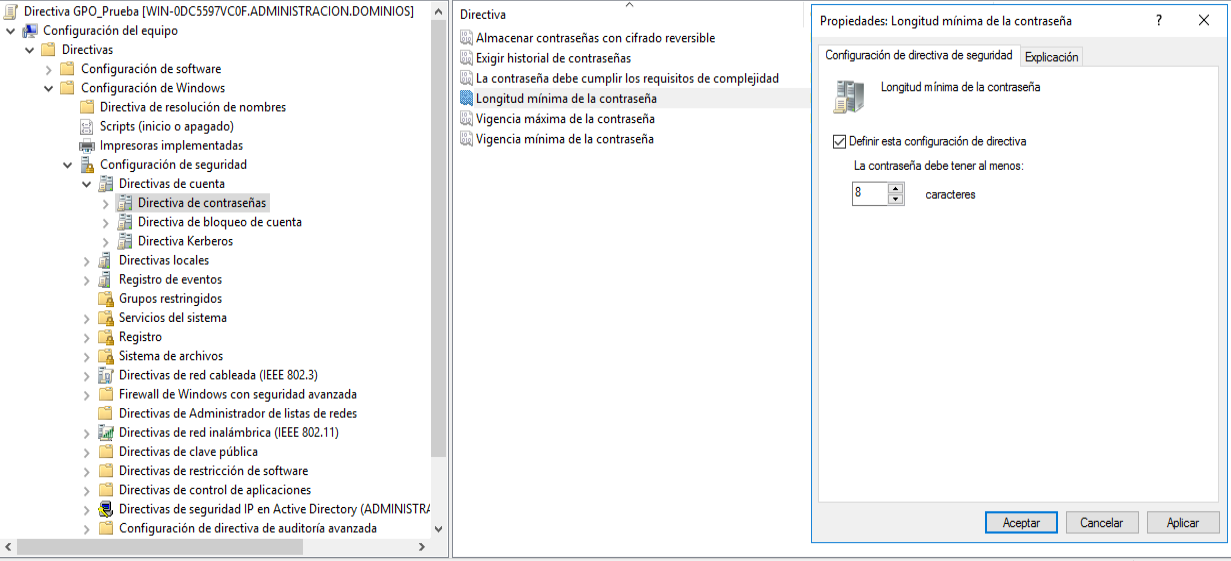 Directiva GPO_Prueba [WIN-0DC5597VC0F.ADMINISTRACION.DOMINIOS]
Configuración del equipo
Directivas
Configuración de software
Configuración de Windows
Directiva de resolución de nombres
Scripts (inicio o apagado)
Impresoras implementadas
Configuración de seguridad
Directivas de cuenta
Directiva de contraseñas
Directiva de bloqueo de cuenta
Directiva Kerberos
Directivas locales
Registro de eventos
Grupos restringidos
Servicios del sistema
Registro
Sistema de archivos
Directivas de red cableada (IEEE 802.3)
Firewall de Windows con seguridad avanzada
Directivas de Administrador de listas de redes
Directivas de red inalámbrica (IEEE 802.11)
Directivas de clave pública
Directivas de restricción de software
Directivas de control de aplicaciones
Directivas de seguridad IP en Active Directory (ADMINISTRA
Configuración de directiva de auditoría avanzada
Directiva
Almacenar contraseñas con cifrado reversible
Exigir historial de contraseñas
La contraseña debe cumplir los requisitos de complejidad
Longitud mínima de la contraseña
Vigencia máxima de la contraseña
Vigencia mínima de la contraseña
Propiedades: Longitud mínima de la contraseña ?
Configuración de directiva de seguridad Explicación
Longitud mínima de la contraseña
Definir esta configuración de directiva
La contraseña debe tener al menos:
8 caracteres
Aceptar Cancelar Aplicar